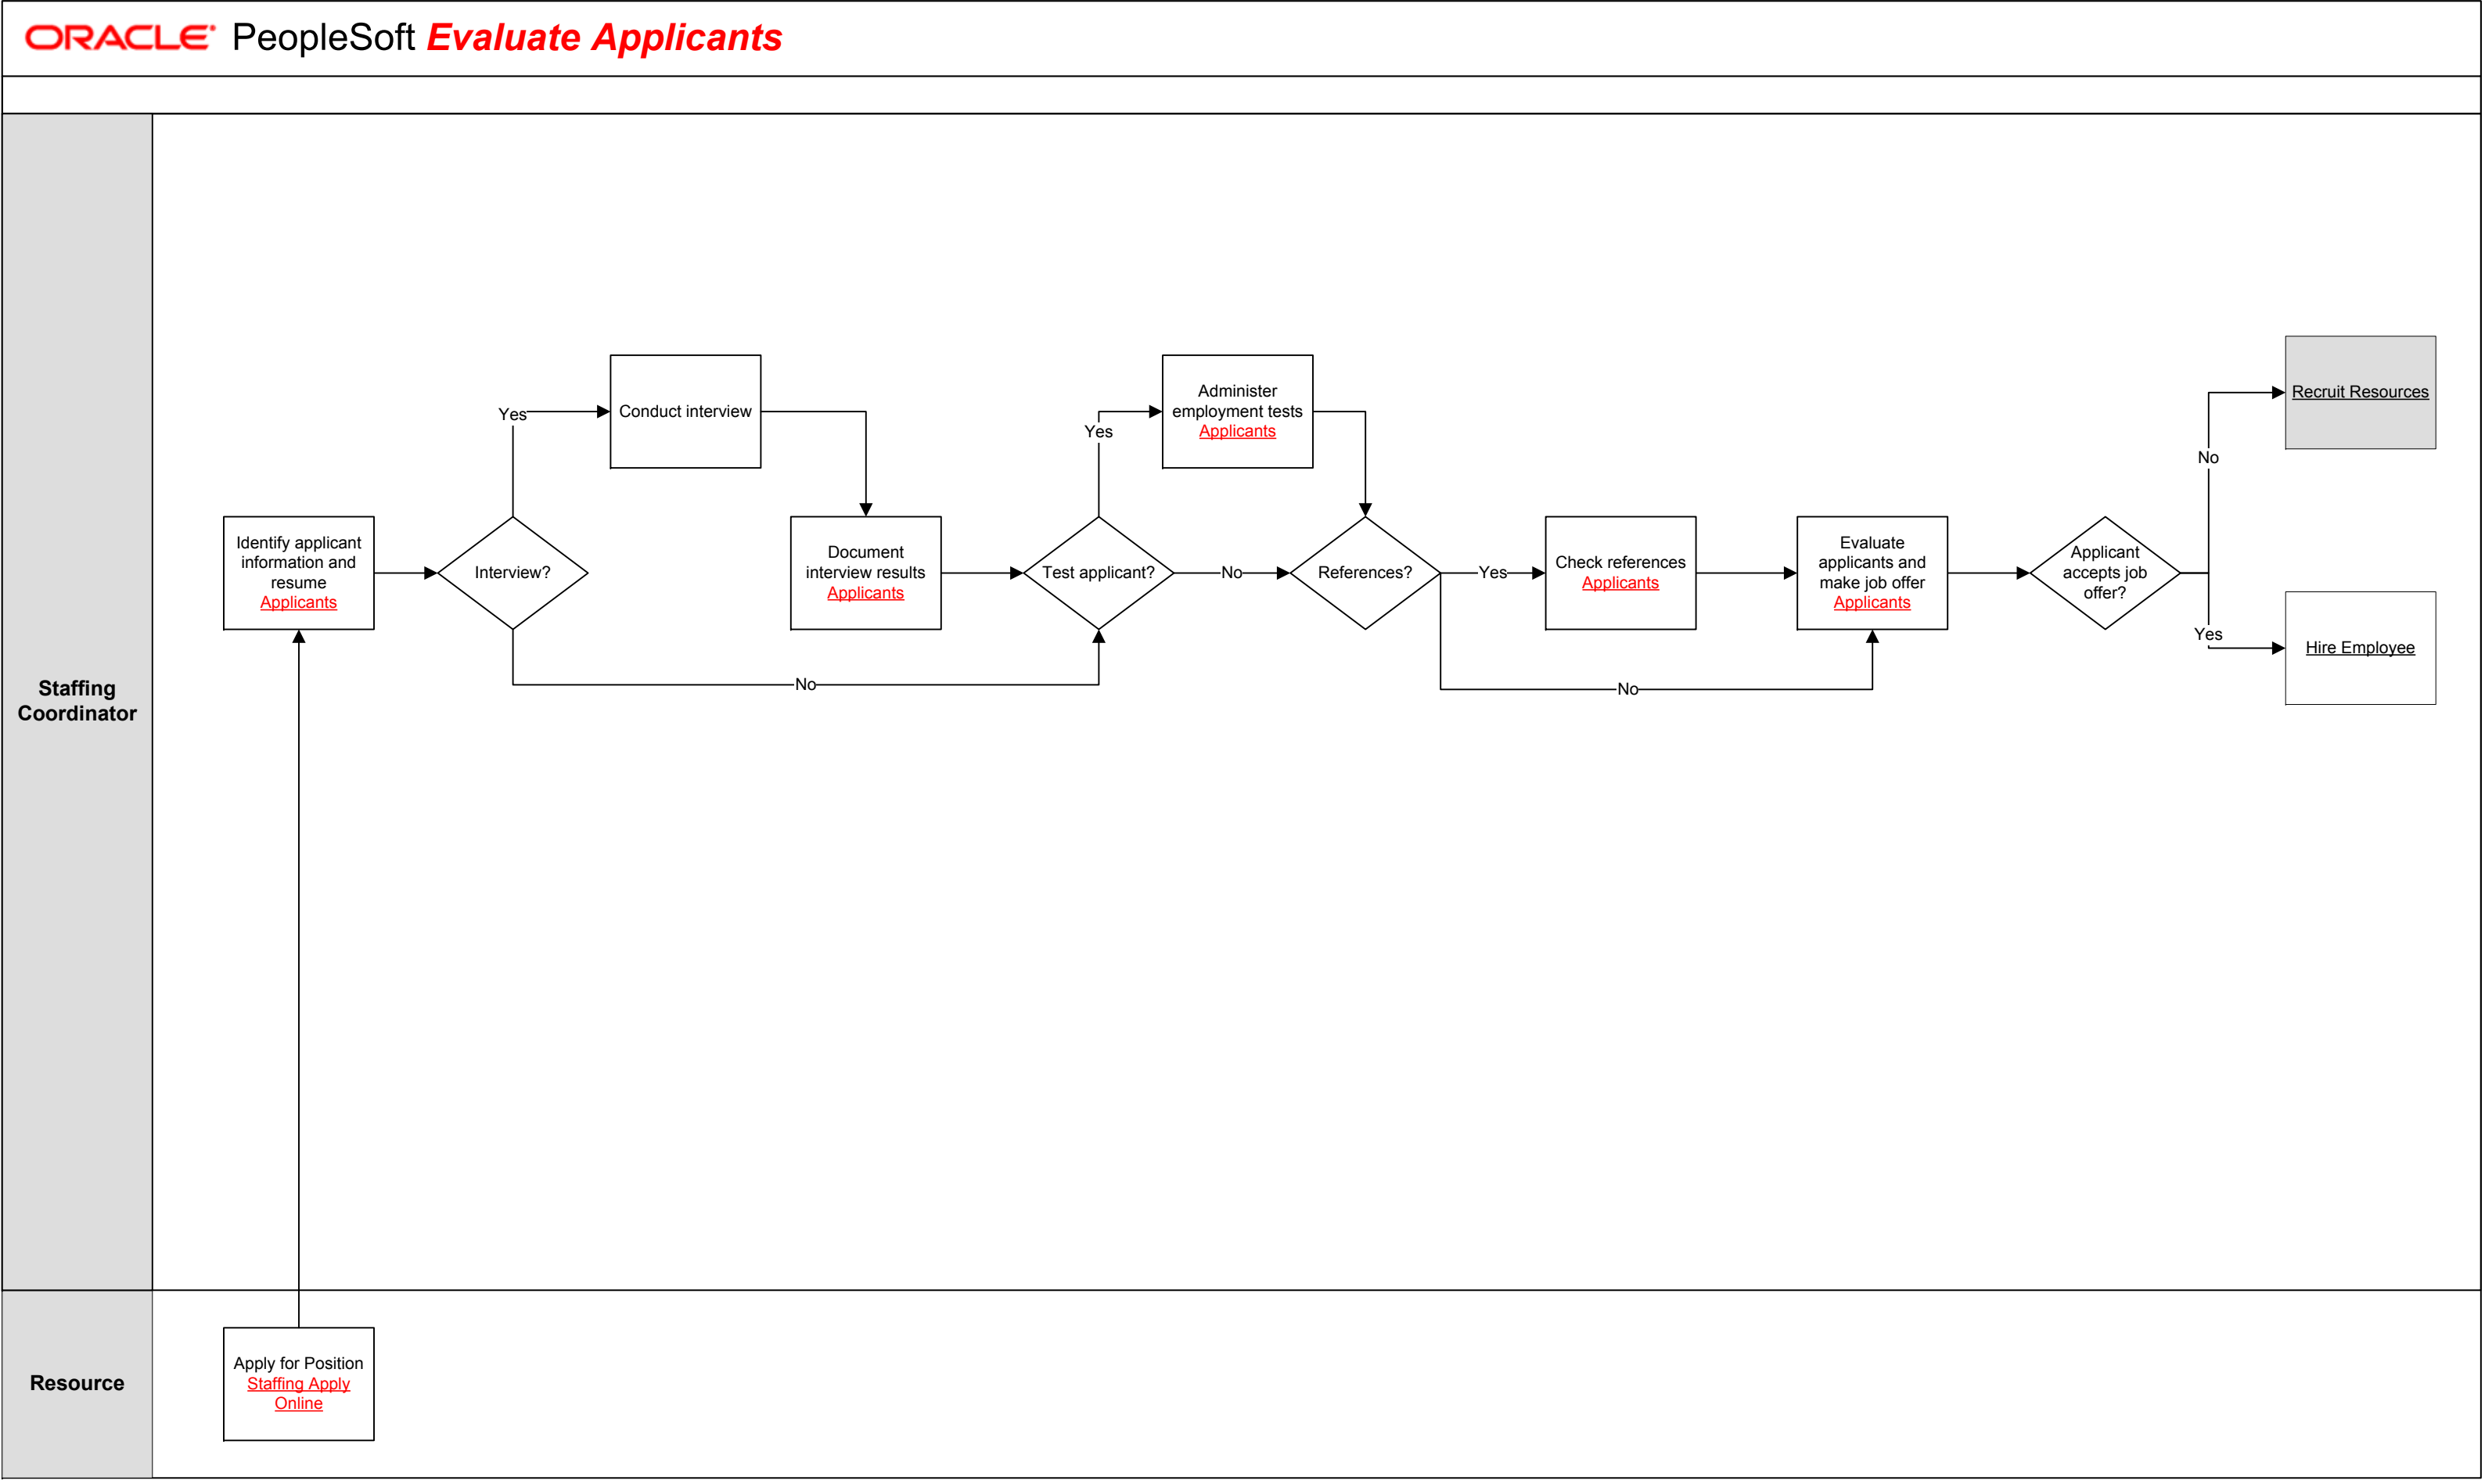 ORACLE PeopleSoft Evaluate Applicants
Staffing
Coordinator
Identify applicant
information and
resume
Applicants
Interview?
Yes
No
Conduct interview
Document
interview results
Applicants
Test applicant?
Yes
No
Administer
employment tests
Applicants
References?
Yes
No
Check references
Applicants
Evaluate
applicants and
make job offer
Applicants
Applicant
accepts job
offer?
No
Yes
Recruit Resources
Hire Employee
Resource
Apply for Position
Staffing Apply
Online